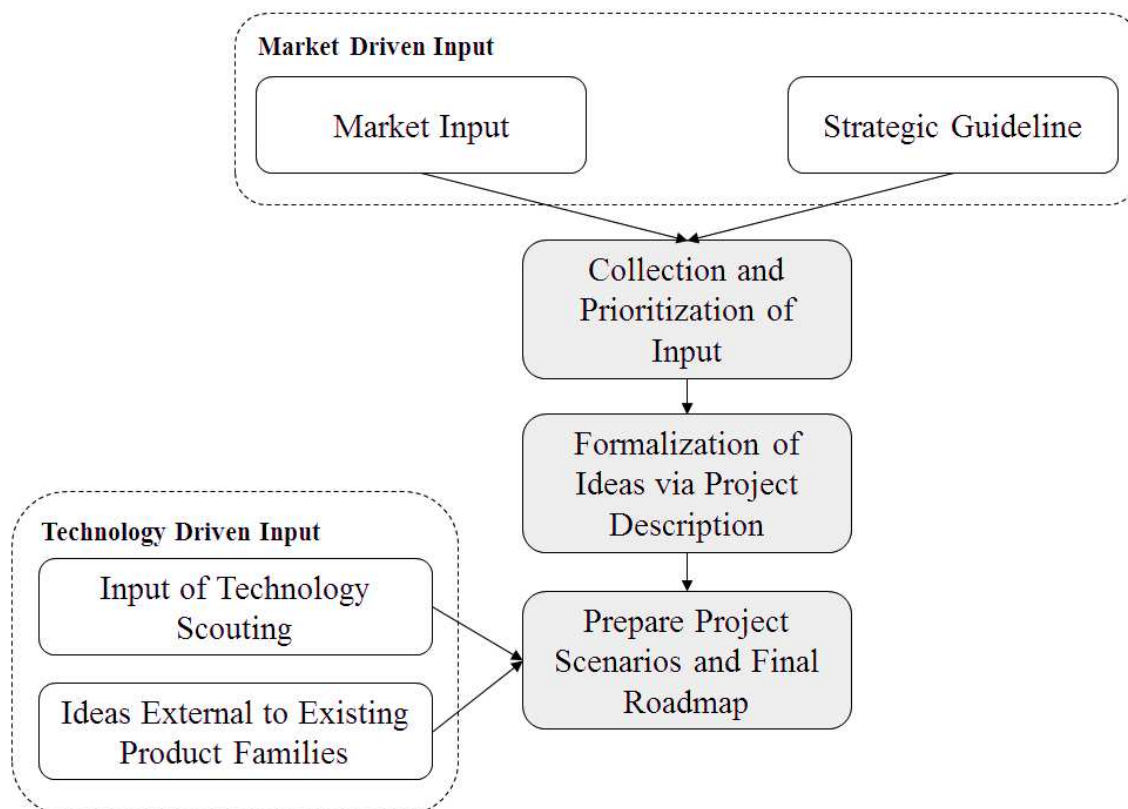 Market Driven Input
Market Input
Strategic Guideline
Collection and
Prioritization of
Input
Formalization of
Ideas via Project
Description
Technology Driven Input
Input of Technology
Scouting
Prepare Project
Scenarios and Final
Roadmap
Ideas External to Existing
Product Families